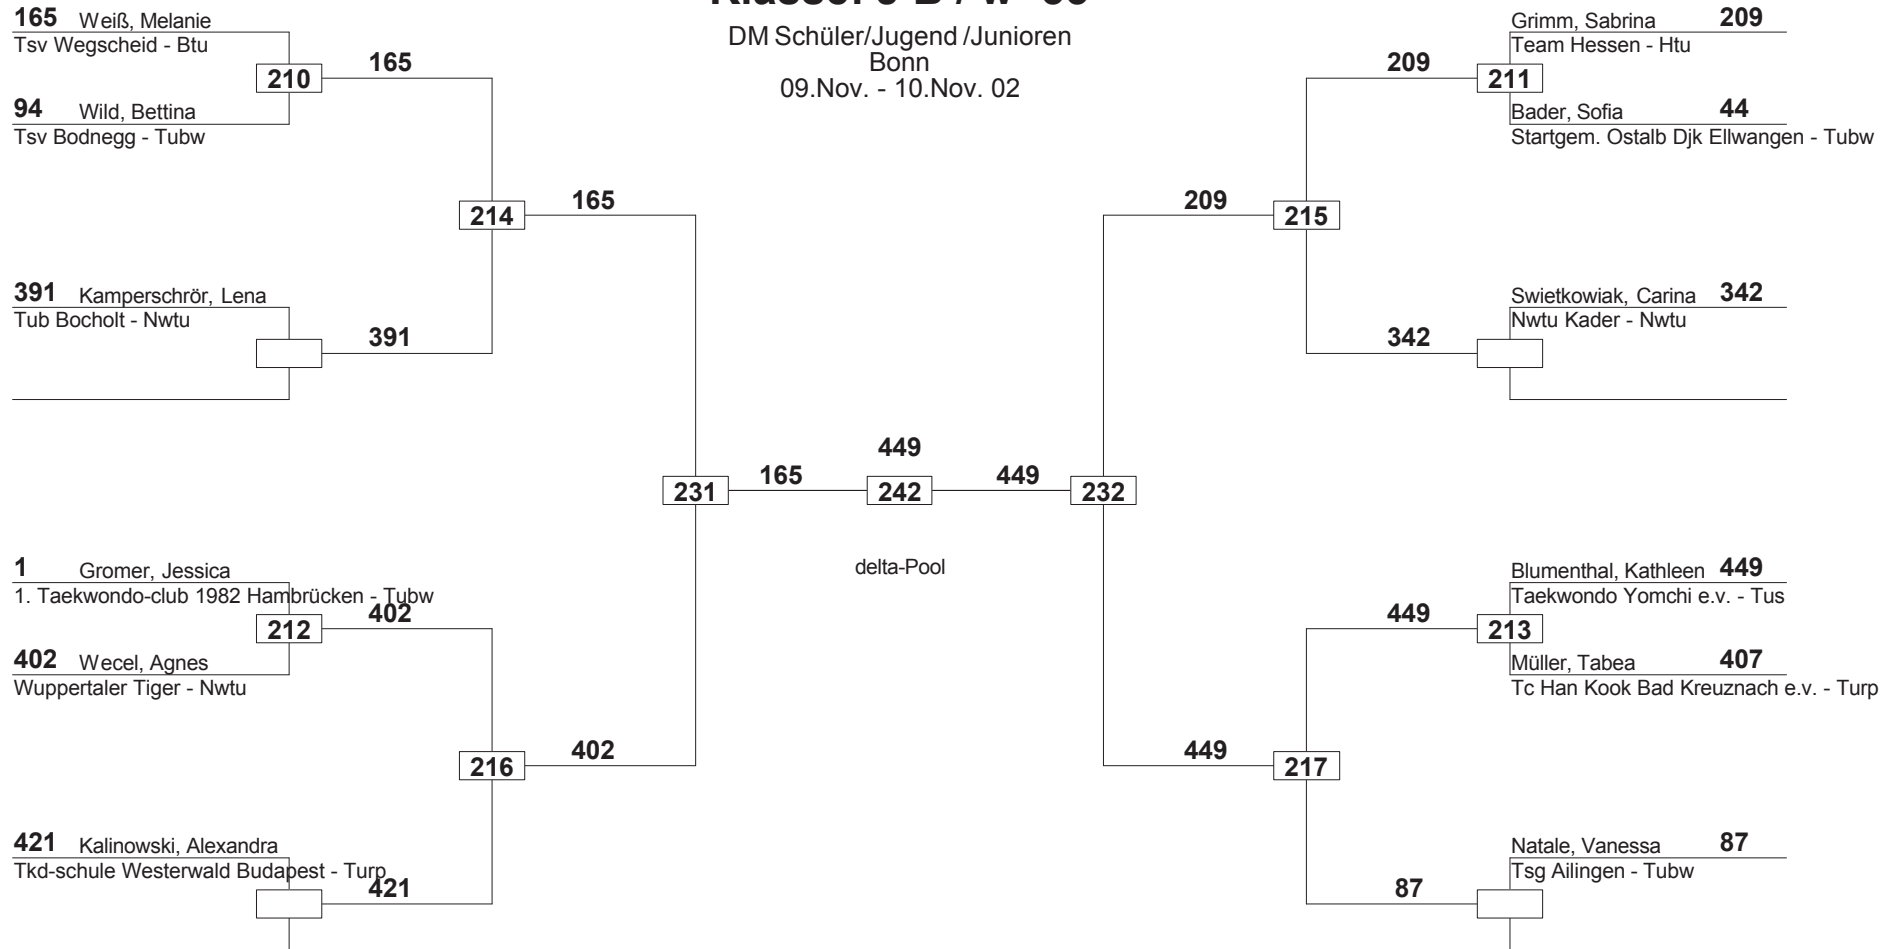 Klasse: B / w
DM Schüler/Jugend /Junioren
Bonn
09.Nov. - 10.Nov. 02
165 Weiß, Melanie
Tsv Wegscheid - Btu
210
165
94 Wild, Bettina
Tsv Bodnegg - Tubw
214
165
391 Kamperschrör, Lena
Tub Bocholt - Nwtu
391
1 Gromer, Jessica
1. Taekwondo-club 1982 Hambrücken - Tubw
212
402
402 Wecel, Agnes
Wuppertaler Tiger - Nwtu
216
402
421 Kalinowski, Alexandra
Tkd-schule Westerwald Budapest - Turp
421
231
165
449
242
449
232
delta-Pool
Grimm, Sabrina 209
Team Hessen - Htu
209
211
Bader, Sofia 44
Startgem. Ostalb Djk Ellwangen - Tubw
209
215
Swietkowiak, Carina 342
Nwtu Kader - Nwtu
342
Blumenthal, Kathleen 449
Taekwondo Yomchi e.v. - Tus
449
213
Müller, Tabea 407
Tc Han Kook Bad Kreuznach e.v. - Turp
449
217
Natale, Vanessa 87
Tsg Ailingen - Tubw
87